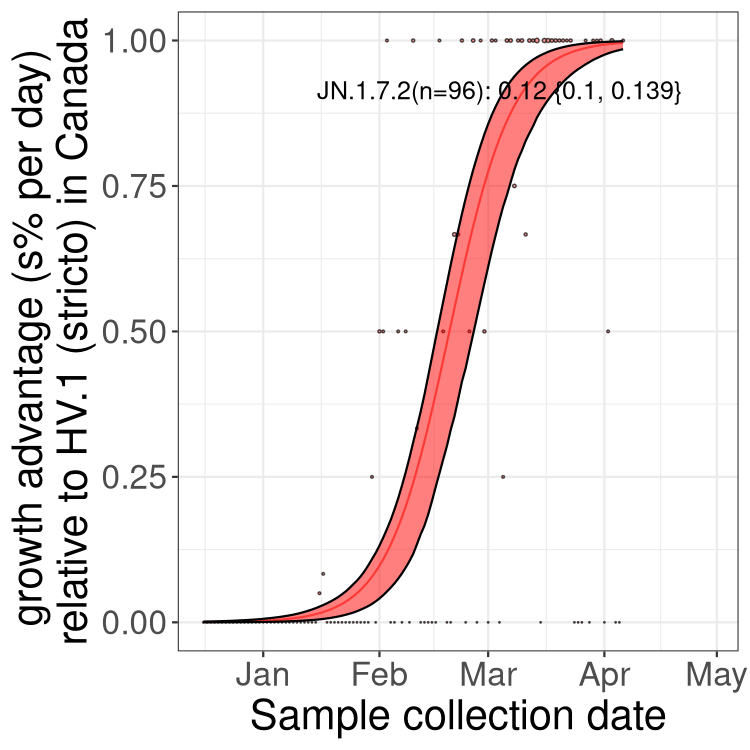 growth advantage (s% per day)
relative to HV.1 (stricto) in Canada
1.00
0.75
0.50
0.25
0.00
JN.1.7.2(n=96): 0.12 {0.1, 0.139}
Jan Feb Mar Apr May
Sample collection date